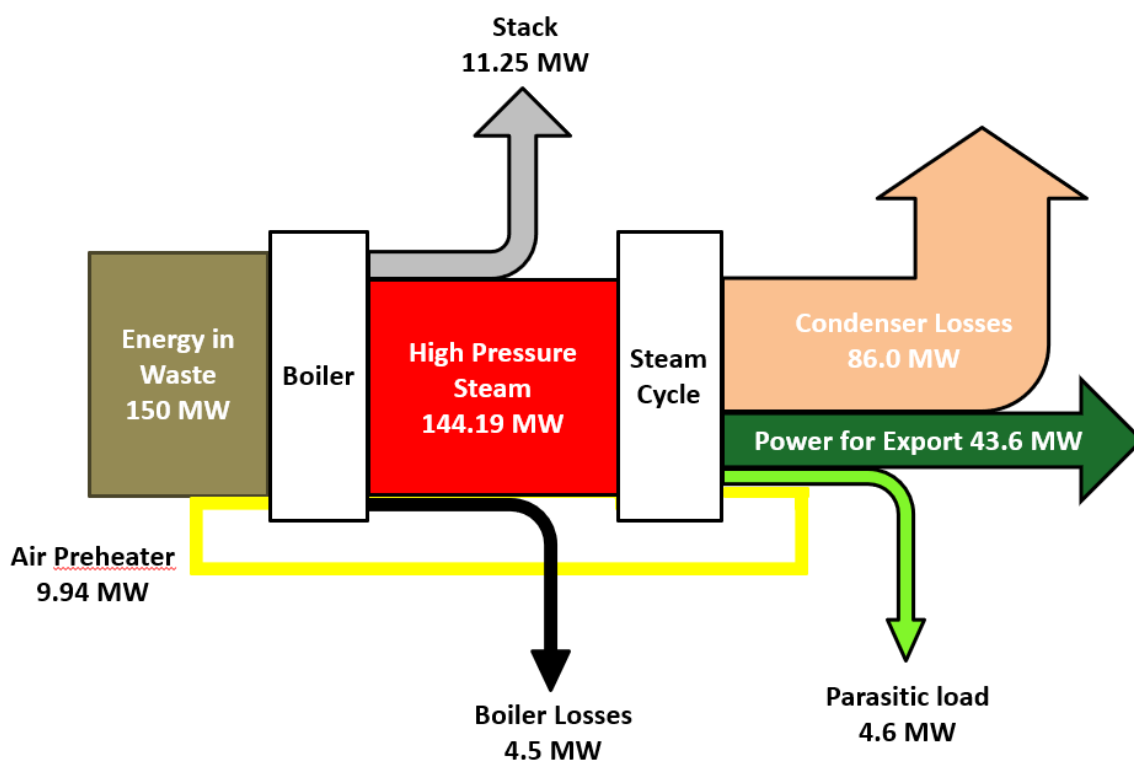 Stack
11.25 MW
Energy in
Waste
150 MW
Boiler
High Pressure
Steam
144.19 MW
Steam
Cycle
Condenser Losses
86.0 MW
Power for Export 43.6 MW
Air Preheater
9.94 MW
Boiler Losses
4.5 MW
Parasitic load
4.6 MW